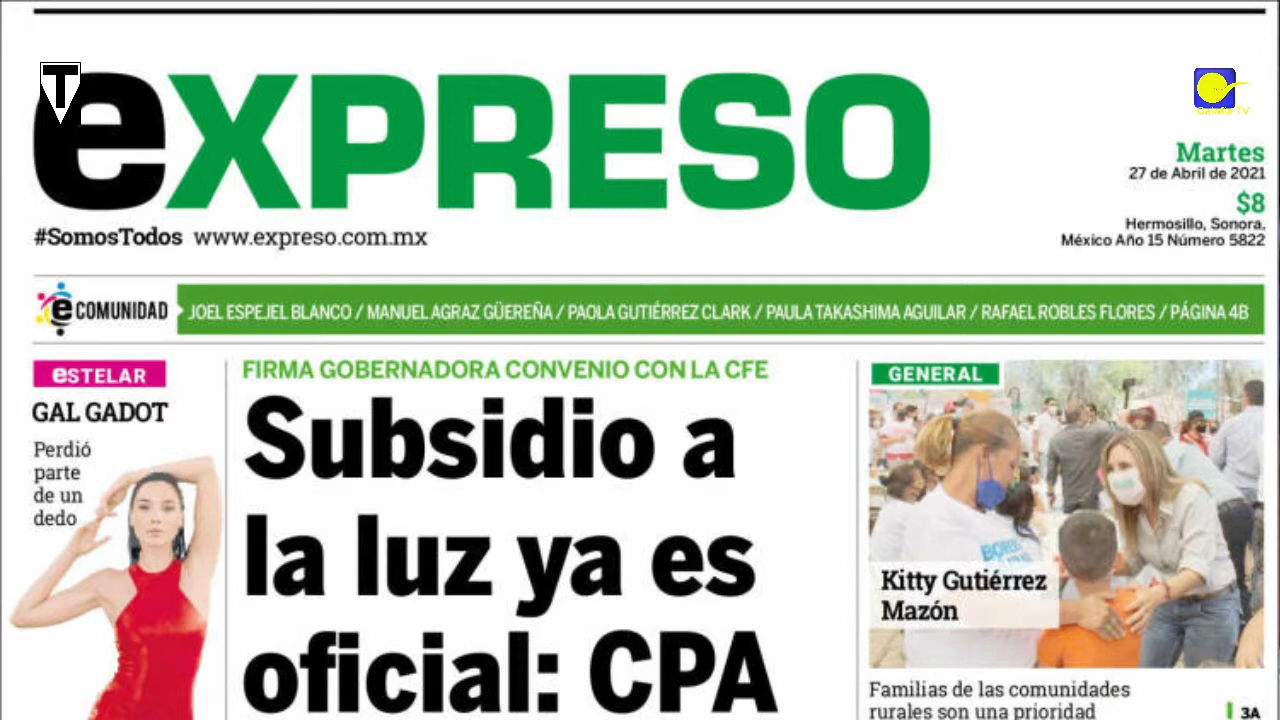 T
eXPRESO
Galatia TV
Martes
27 de Abril de 2021
$8
Hermosillo, Sonora,
México Año 15 Número 5822
#SomosTodos www.expreso.com.mx
e COMUNIDAD
JOEL ESPEJEL BLANCO / MANUEL AGRAZ GÜEREÑA / PAOLA GUTIÉRREZ CLARK / PAULA TAKASHIMA AGUILAR / RAFAEL ROBLES FLORES / PÁGINA 4B
eSTELAR
GAL GADOT
Perdió
parte
de un
dedo
FIRMA GOBERNADORA CONVENIO CON LA CFE
Subsidio a
la luz ya es
oficial: CPA
GENERAL
Kitty Gutiérrez
Mazón
Familias de las comunidades
rurales son una prioridad
3A